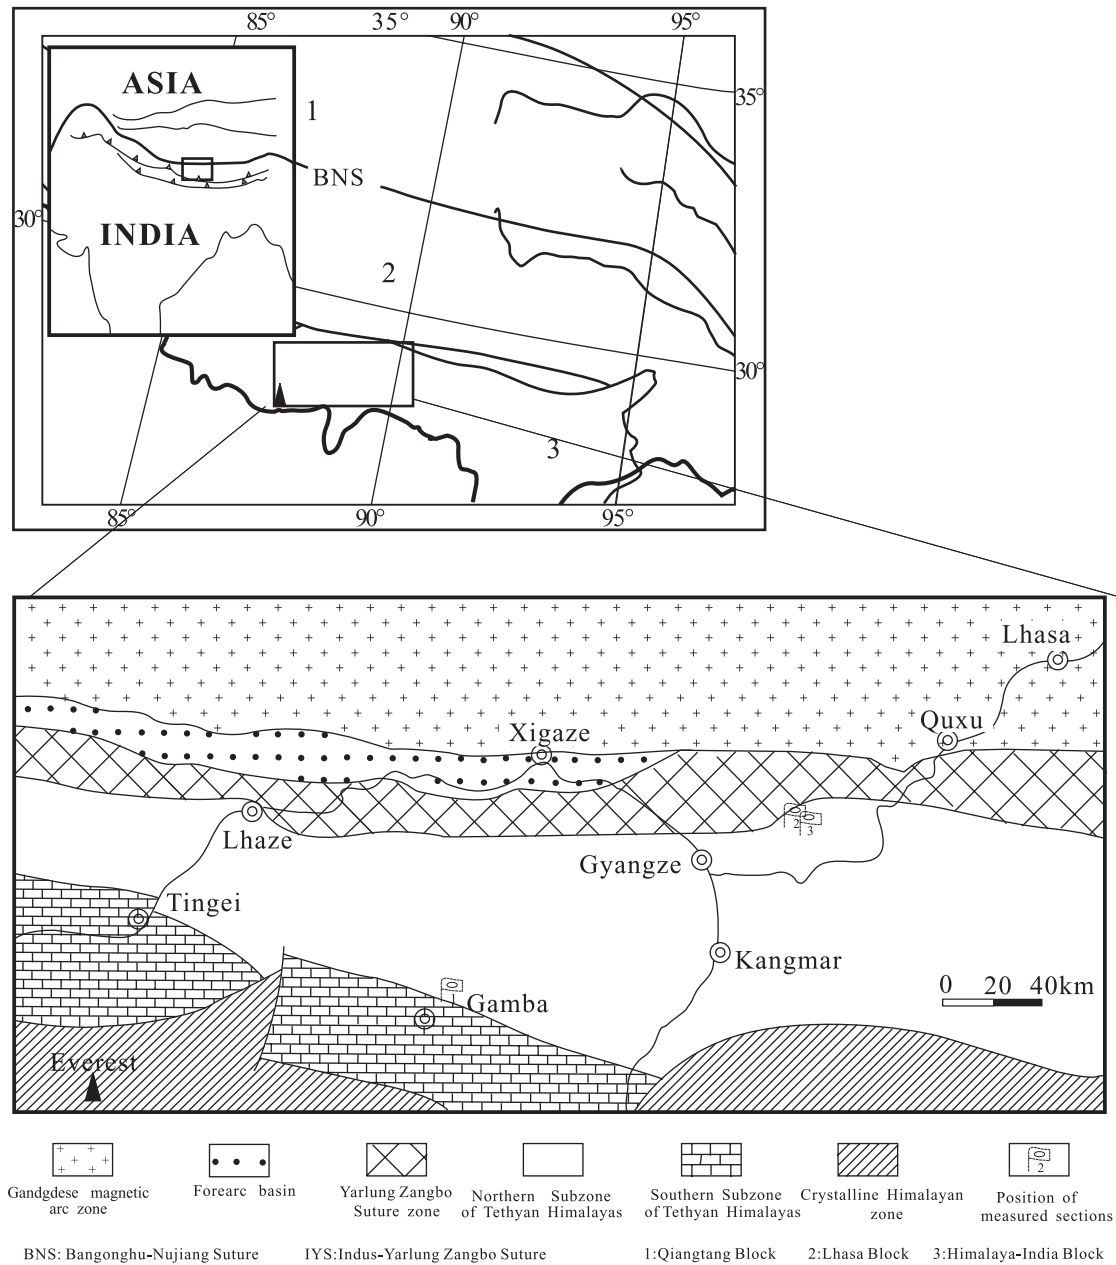 85° 35° 90° 95°
ASIA
1
35°
BNS
30°
INDIA
2
30°
3
85° 90° 95°
Lhasa
Quxu
Xigaze
2
3
Lhaze
Gyangze
Tingei
Kangmar
0 20 40km
1
Gamba
Everest
2
Gandgdese magnetic
arc zone
Forearc basin
Yarlung Zangbo
Suture zone
Northern Subzone
of Tethyan Himalayas
Southern Subzone
of Tethyan Himalayas
Crystalline Himalayan
zone
Position of
measured sections
BNS: Bangonghu-Nujiang Suture IYS:Indus-Yarlung Zangbo Suture 1:Qiangtang Block 2:Lhasa Block 3:Himalaya-India Block